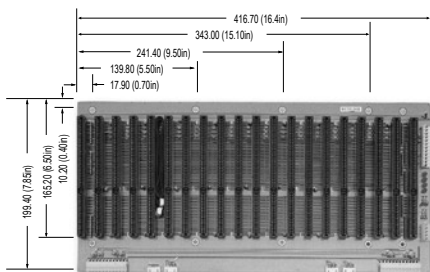 416.70 (16.4in)
343.00 (15.10in)
241.40 (9.50in)
139.80 (5.50in)
17.90 (0.70in)
199.40 (7.85in)
165.20 (6.50in)
10.20 (0.40in)